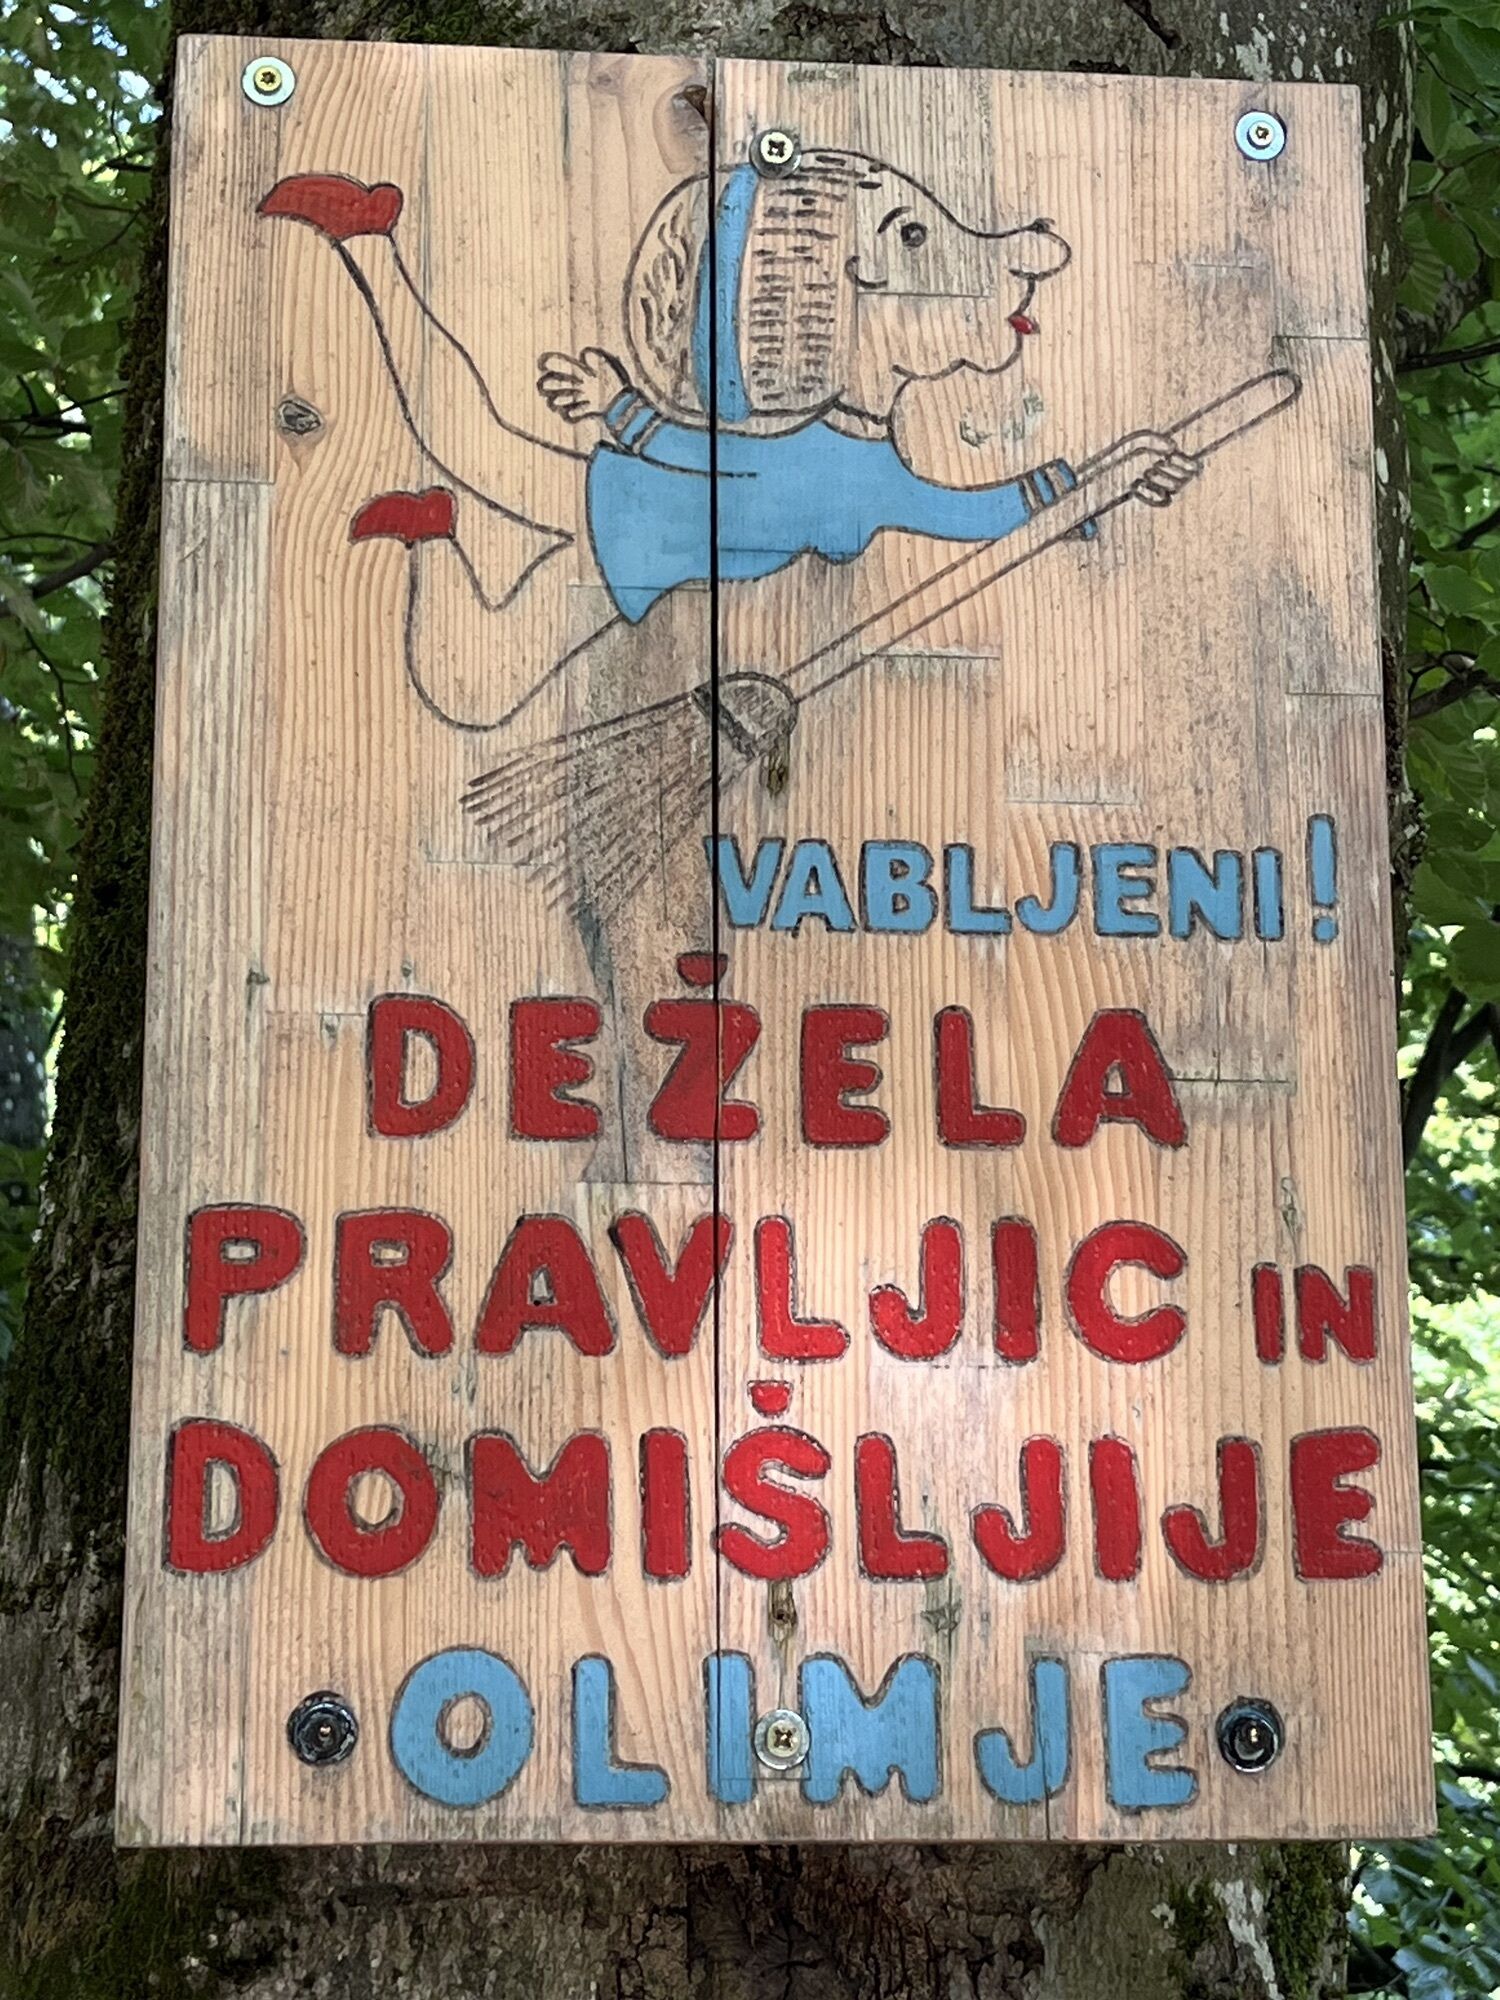 VABLJENI!
DEŽELA
PRAVLJIC IN
DOMIŠLJIJE
OLIMJE